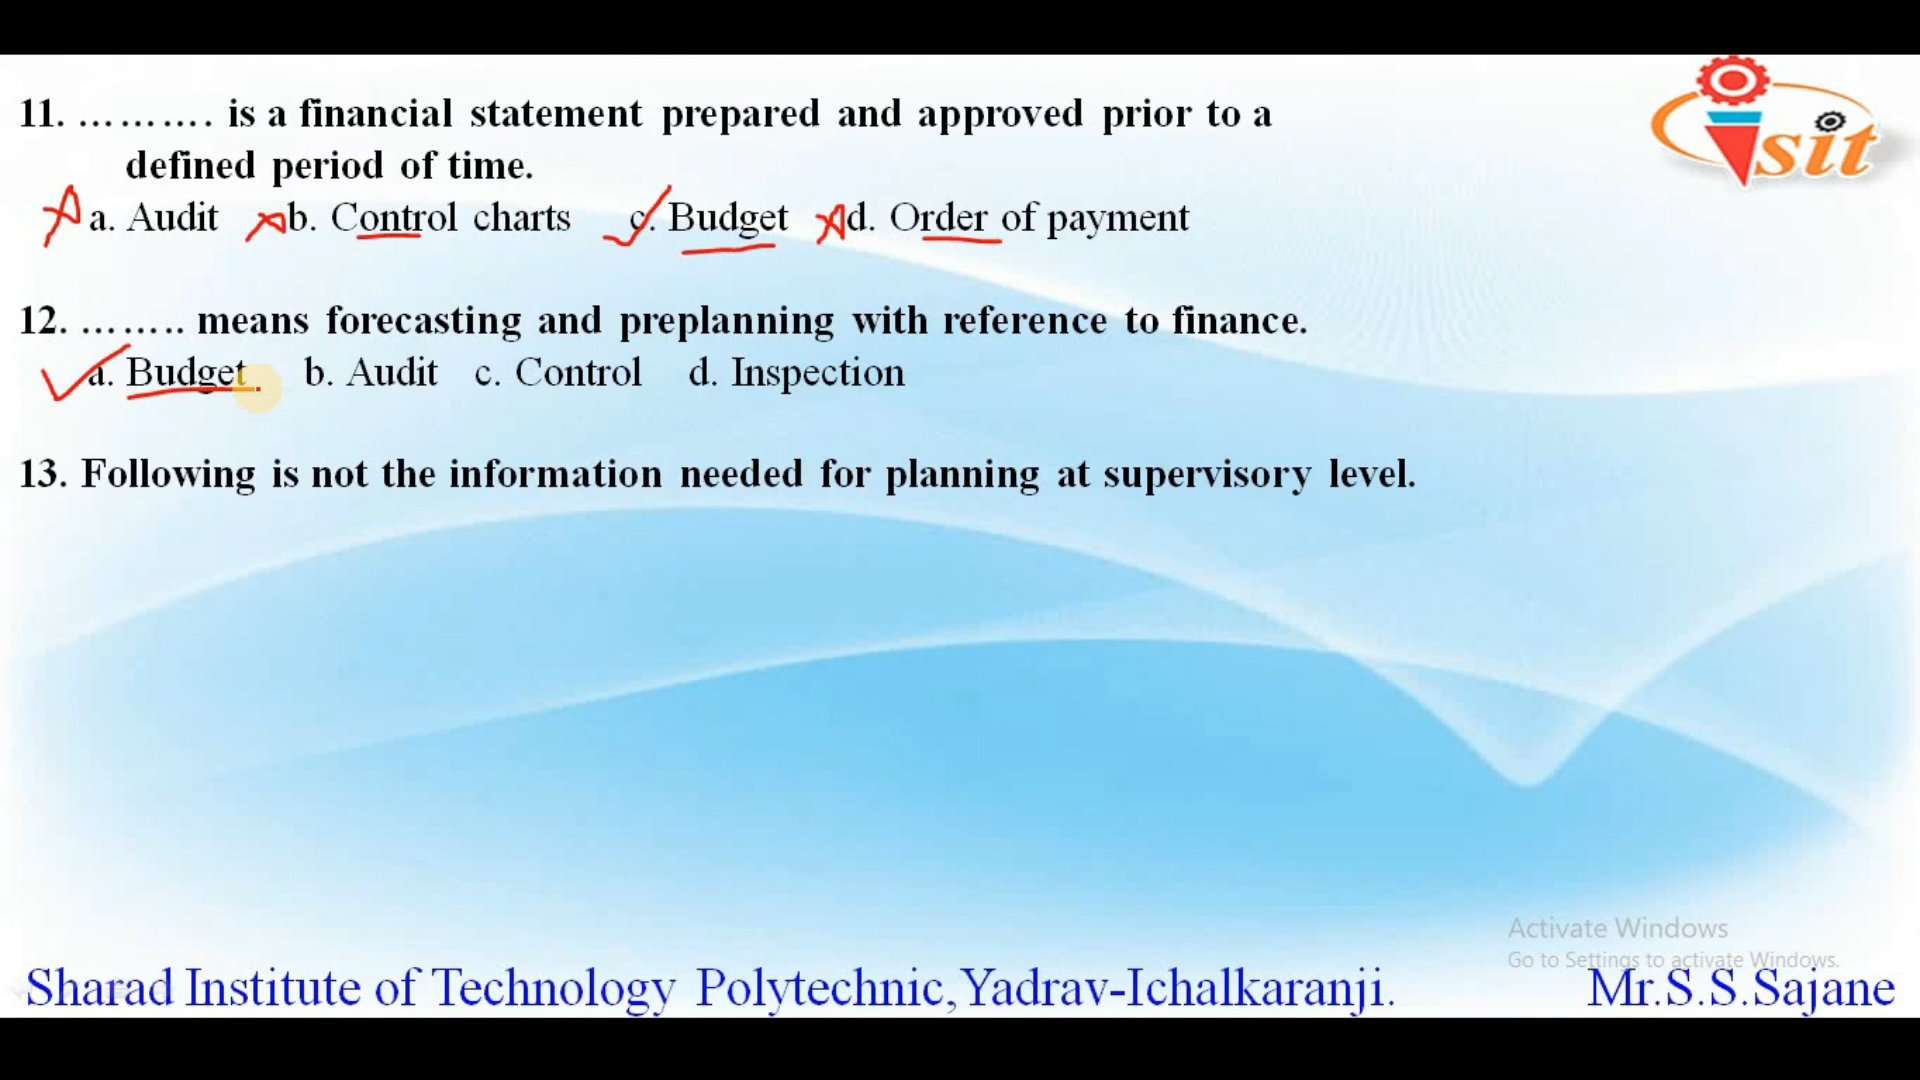 11. ………. is a financial statement prepared and approved prior to a
defined period of time.
a. Audit b. Control charts c. Budget d. Order of payment
12. …….. means forecasting and preplanning with reference to finance.
a. Budget b. Audit c. Control d. Inspection
13. Following is not the information needed for planning at supervisory level.
sit
Activate Windows
Go to Settings to activate Windows.
Sharad Institute of Technology Polytechnic,Yadrav-Ichalkaranji. Mr.S.S.Sajane